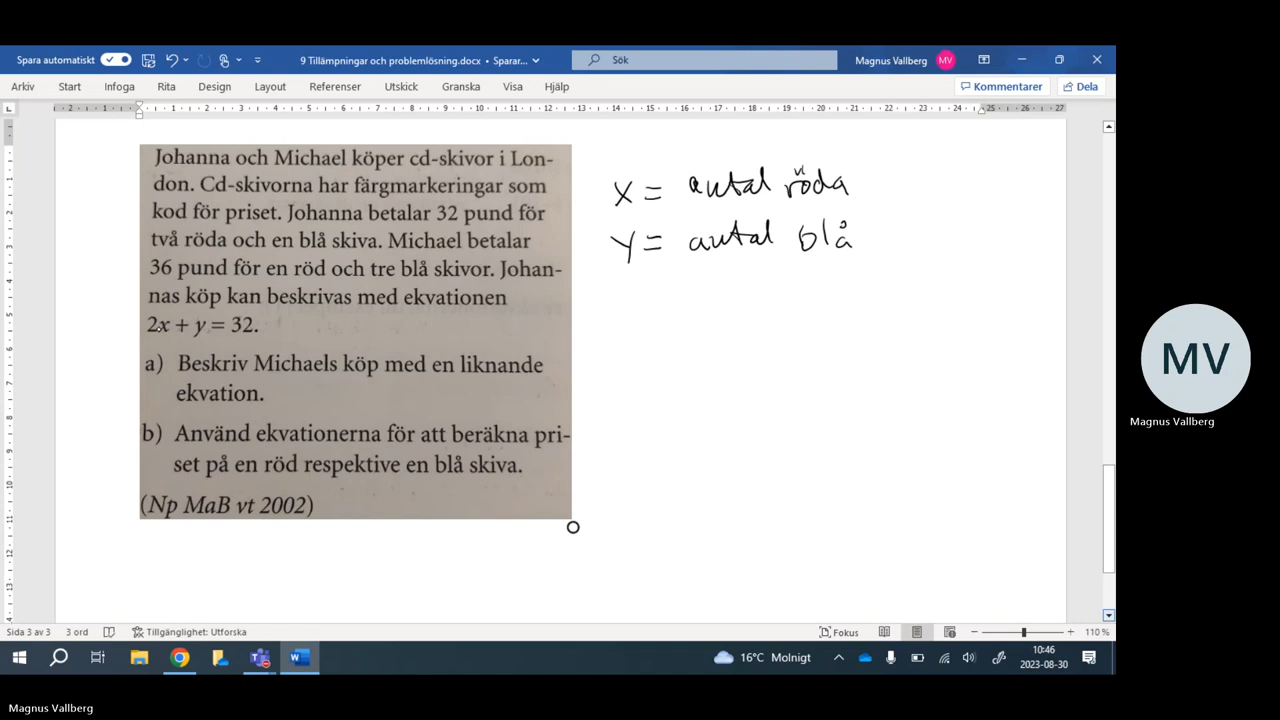 Spara automatiskt
9 Tillämpningar och problemlösning.docx • Sparar...
Sök
Magnus Vallberg
MV
Arkiv Start Infoga Rita Design Layout Referenser Utskick Granska Visa Hjälp
Kommentarer
Dela
Johanna och Michael köper cd-skivor i Lon-
don. Cd-skivorna har färgmarkeringar som
kod för priset. Johanna betalar 32 pund för
två röda och en blå skiva. Michael betalar
36 pund för en röd och tre blå skivor. Johan-
nas köp kan beskrivas med ekvationen
2x + y = 32.
a) Beskriv Michaels köp med en liknande
ekvation.
b) Använd ekvationerna för att beräkna pri-
set på en röd respektive en blå skiva.
(Np MaB vt 2002)
x = antal röda
y = antal blå
MV
Magnus Vallberg
Sida 3 av 3 3 ord Tillgänglighet: Utforska
Fokus
110 %
16°C Molnigt
10:46
2023-08-30
Magnus Vallberg